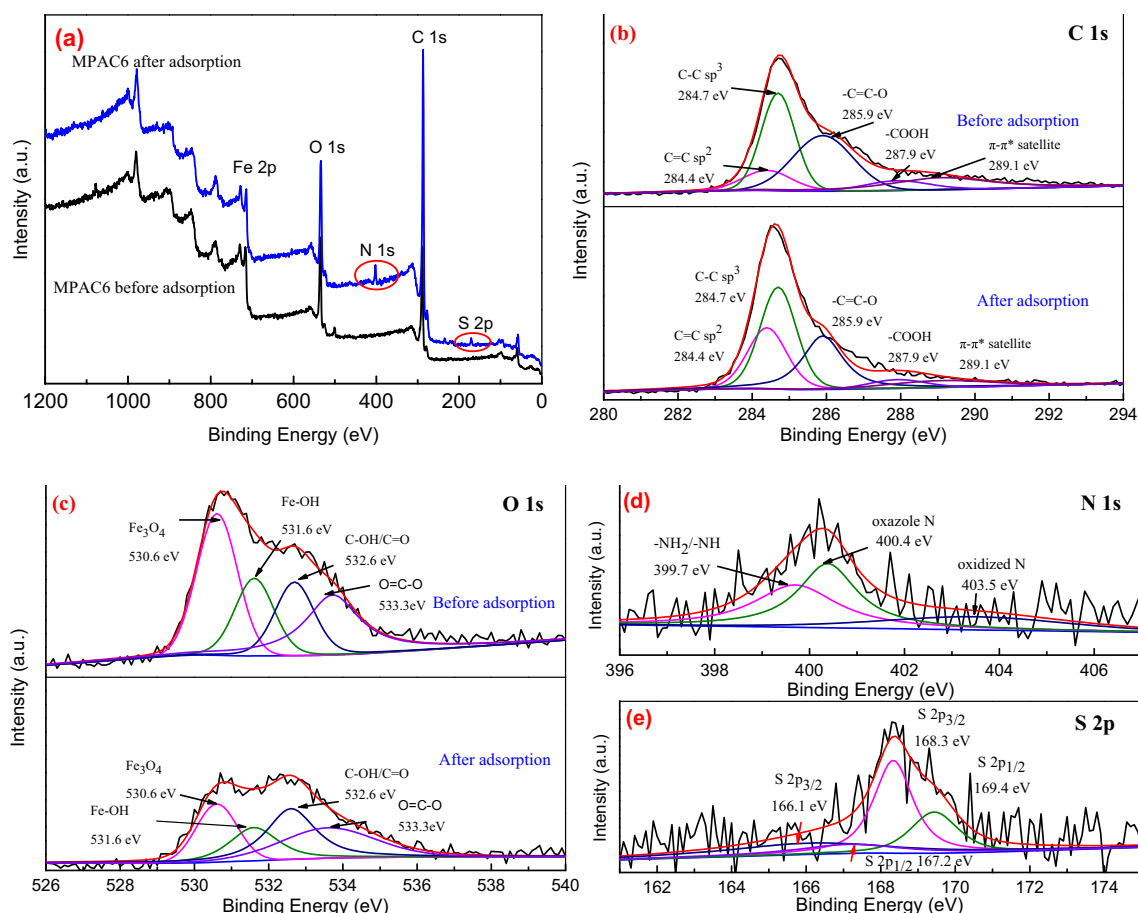 (a)
C 1s
MPAC6 after adsorption
O 1s
Fe 2p
N 1s
MPAC6 before adsorption
S 2p
Intensity (a.u.)
1200 1000 800 600 400 200 0
Binding Energy (eV)
(b)
C 1s
C-C sp3
284.7 eV
-C=C-O
285.9 eV
Before adsorption
-COOH
287.9 eV
π-π* satellite
289.1 eV
C=C sp2
284.4 eV
C-C sp3
284.7 eV
-C=C-O
285.9 eV
After adsorption
C=C sp2
284.4 eV
-COOH
287.9 eV
π-π* satellite
289.1 eV
Intensity (a.u.)
280 282 284 286 288 290 292 294
Binding Energy (eV)
(c)
O 1s
Fe3O4
530.6 eV
Fe-OH
531.6 eV
C-OH/C=O
532.6 eV
O=C-O
533.3eV
Before adsorption
Fe3O4
530.6 eV
C-OH/C=O
532.6 eV
After adsorption
Fe-OH
531.6 eV
O=C-O
533.3eV
Intensity (a.u.)
526 528 530 532 534 536 538 540
Binding Energy (eV)
(d)
N 1s
-NH2/-NH
399.7 eV
oxazole N
400.4 eV
oxidized N
403.5 eV
Intensity (a.u.)
396 398 400 402 404 406
Binding Energy (eV)
(e)
S 2p
S 2p3/2
168.3 eV
S 2p1/2
169.4 eV
S 2p3/2
166.1 eV
S 2p1/2 167.2 eV
Intensity (a.u.)
162 164 166 168 170 172 174
Binding Energy (eV)